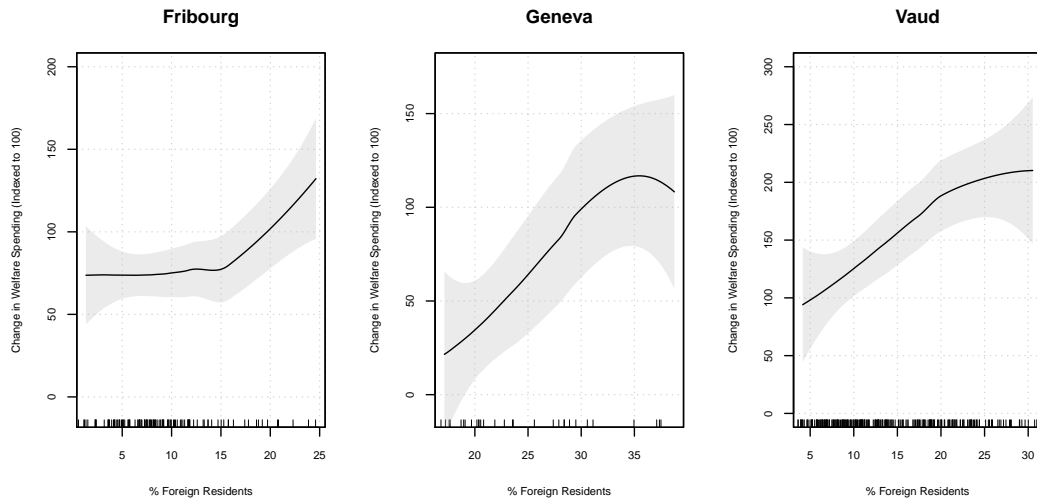 Fribourg
Change in Welfare Spending (Indexed to 100)
200
150
100
50
0
5 10 15 20 25
% Foreign Residents
Geneva
Change in Welfare Spending (Indexed to 100)
150
100
50
0
20 25 30 35
% Foreign Residents
Vaud
Change in Welfare Spending (Indexed to 100)
300
250
200
150
100
50
0
5 10 15 20 25 30
% Foreign Residents